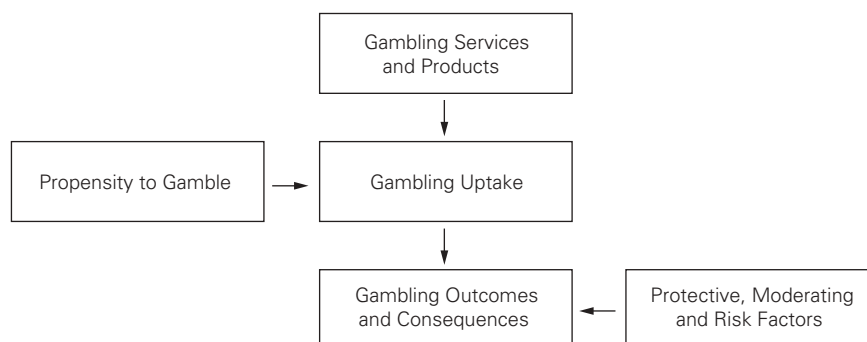 Gambling Services
and Products
Propensity to Gamble
Gambling Uptake
Gambling Outcomes
and Consequences
Protective, Moderating
and Risk Factors